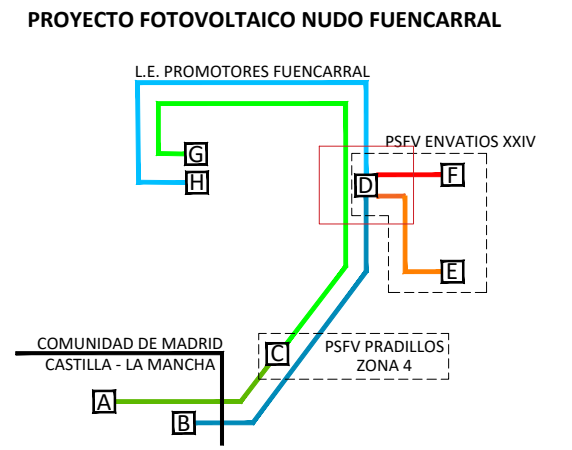 PROYECTO FOTOVOLTAICO NUDO FUENCARRAL
L.E. PROMOTORES FUENCARRAL
PSFV ENVATIOS XXIV
G
H
D
F
E
COMUNIDAD DE MADRID
CASTILLA - LA MANCHA
C
PSFV PRADILLOS
ZONA 4
A
B